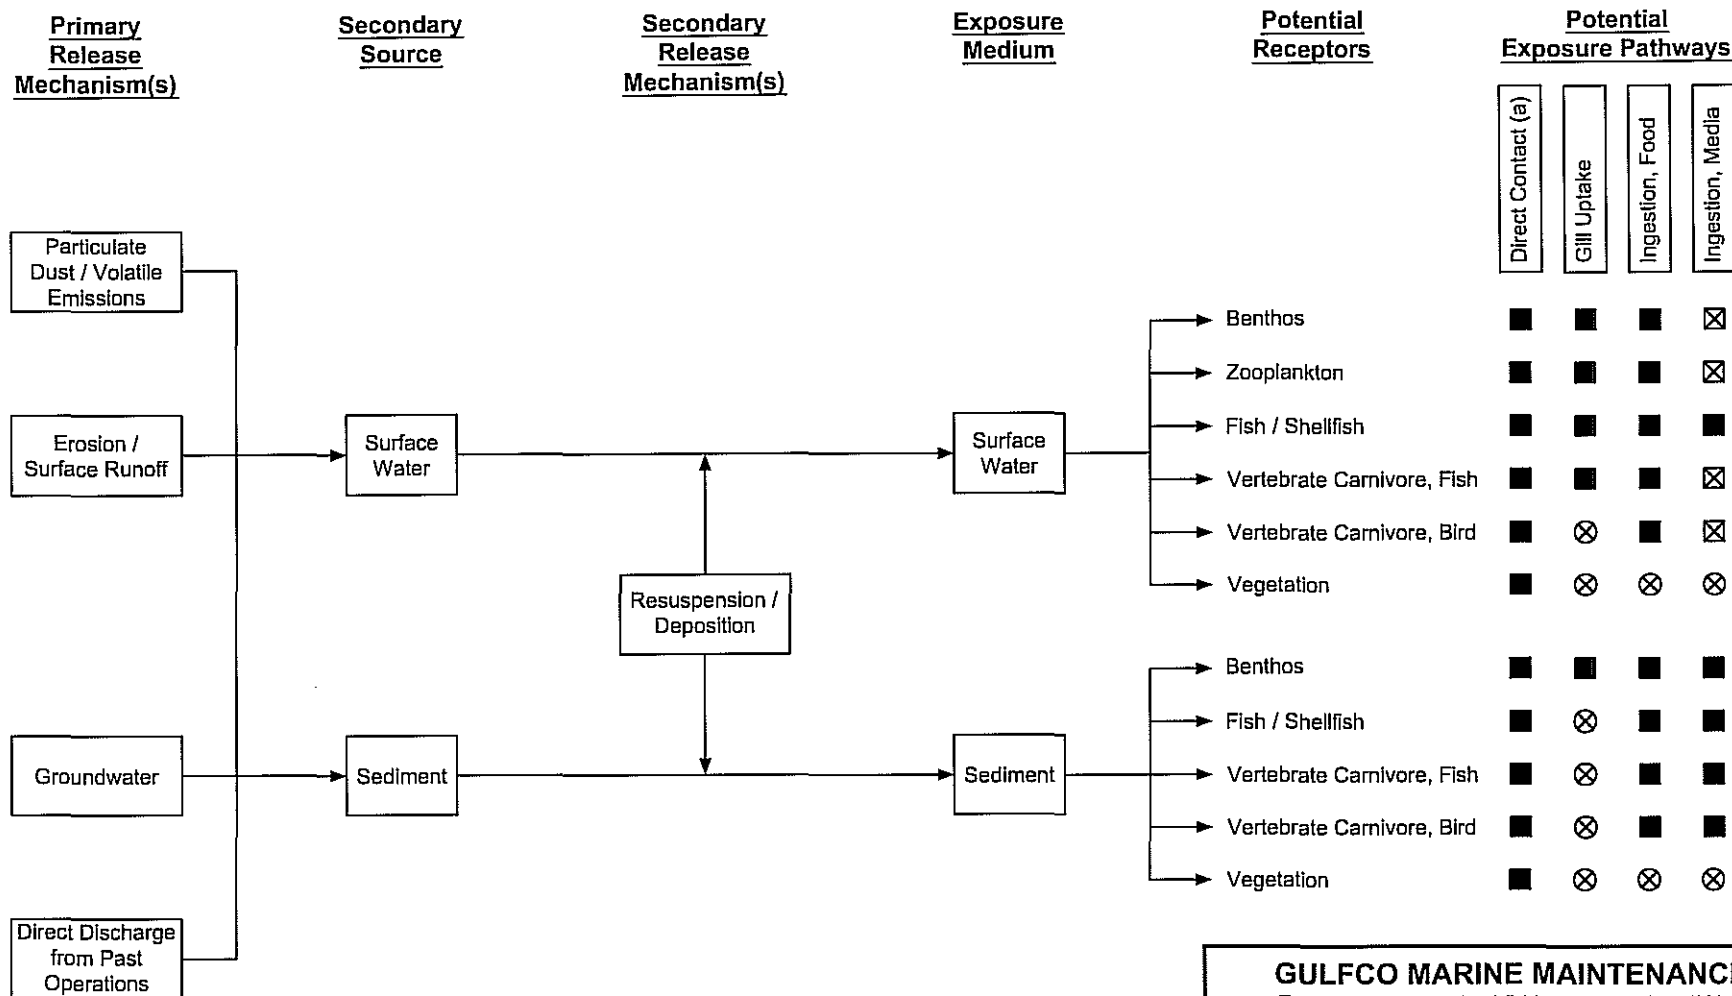 Primary
Release
Mechanism(s)
Secondary
Source
Secondary
Release
Mechanism(s)
Exposure
Medium
Potential
Receptors
Potential
Exposure Pathways
Direct Contact (a)
Gill Uptake
Ingestion, Food
Ingestion, Media
Particulate
Dust / Volatile
Emissions
Erosion /
Surface Runoff
Groundwater
Direct Discharge
from Past
Operations
Surface
Water
Sediment
Resuspension /
Deposition
Surface
Water
Sediment
Benthos
Zooplankton
Fish / Shellfish
Vertebrate Carnivore, Fish
Vertebrate Carnivore, Bird
Vegetation
Benthos
Fish / Shellfish
Vertebrate Carnivore, Fish
Vertebrate Carnivore, Bird
Vegetation
GULFCO MARINE MAINTENANCE